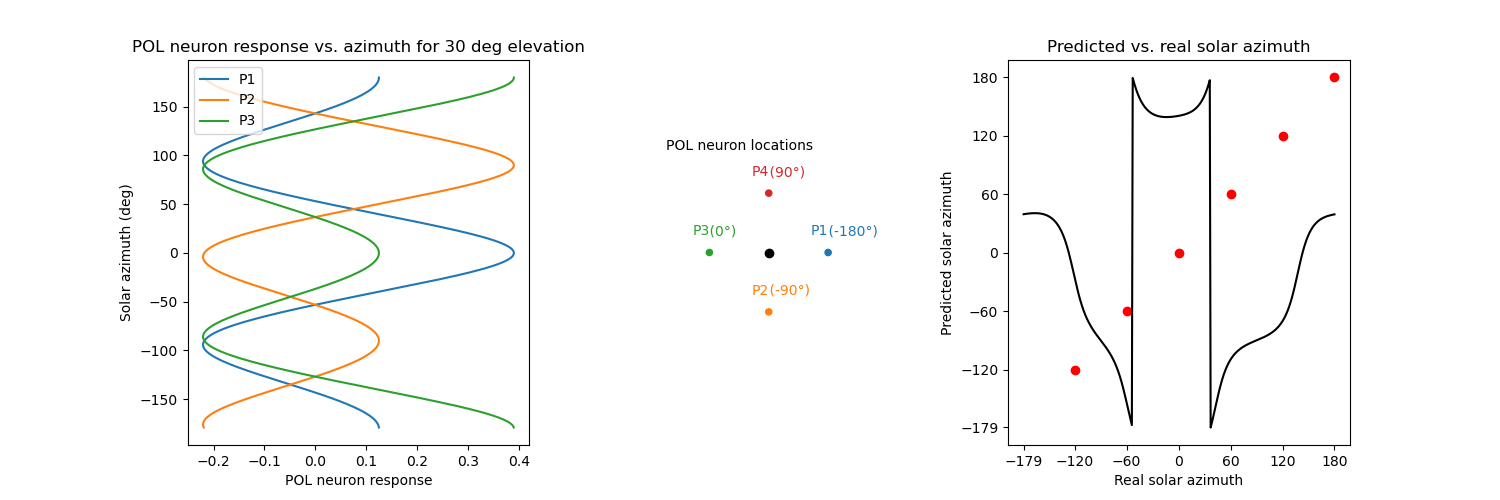 POL neuron response vs. azimuth for 30 deg elevation
P1
P2
P3
150
100
50
0
−50
−100
−150
Solar azimuth (deg)
−0.2 −0.1 0.0 0.1 0.2 0.3 0.4
POL neuron response
POL neuron locations
P4(90°)
P3(0°) P1(-180°)
P2(-90°)
Predicted vs. real solar azimuth
180
120
60
0
−60
−120
−179
Predicted solar azimuth
−179 −120 −60 0 60 120 180
Real solar azimuth